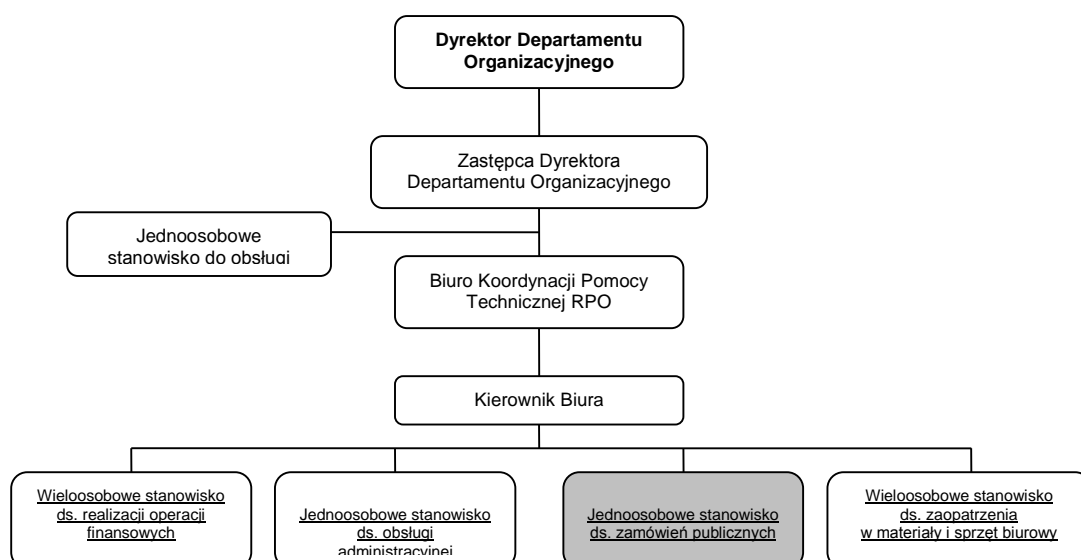 Dyrektor Departamentu
Organizacyjnego
Zastępca Dyrektora
Departamentu Organizacyjnego
Jednoosobowe
stanowisko do obsługi
Biuro Koordynacji Pomocy
Technicznej RPO
Kierownik Biura
Wieloosobowe stanowisko
ds. realizacji operacji
finansowych
Jednoosobowe stanowisko
ds. obsługi
administracyjnej
Jednoosobowe stanowisko
ds. zamówień publicznych
Wieloosobowe stanowisko
ds. zaopatrzenia
w materiały i sprzęt biurowy